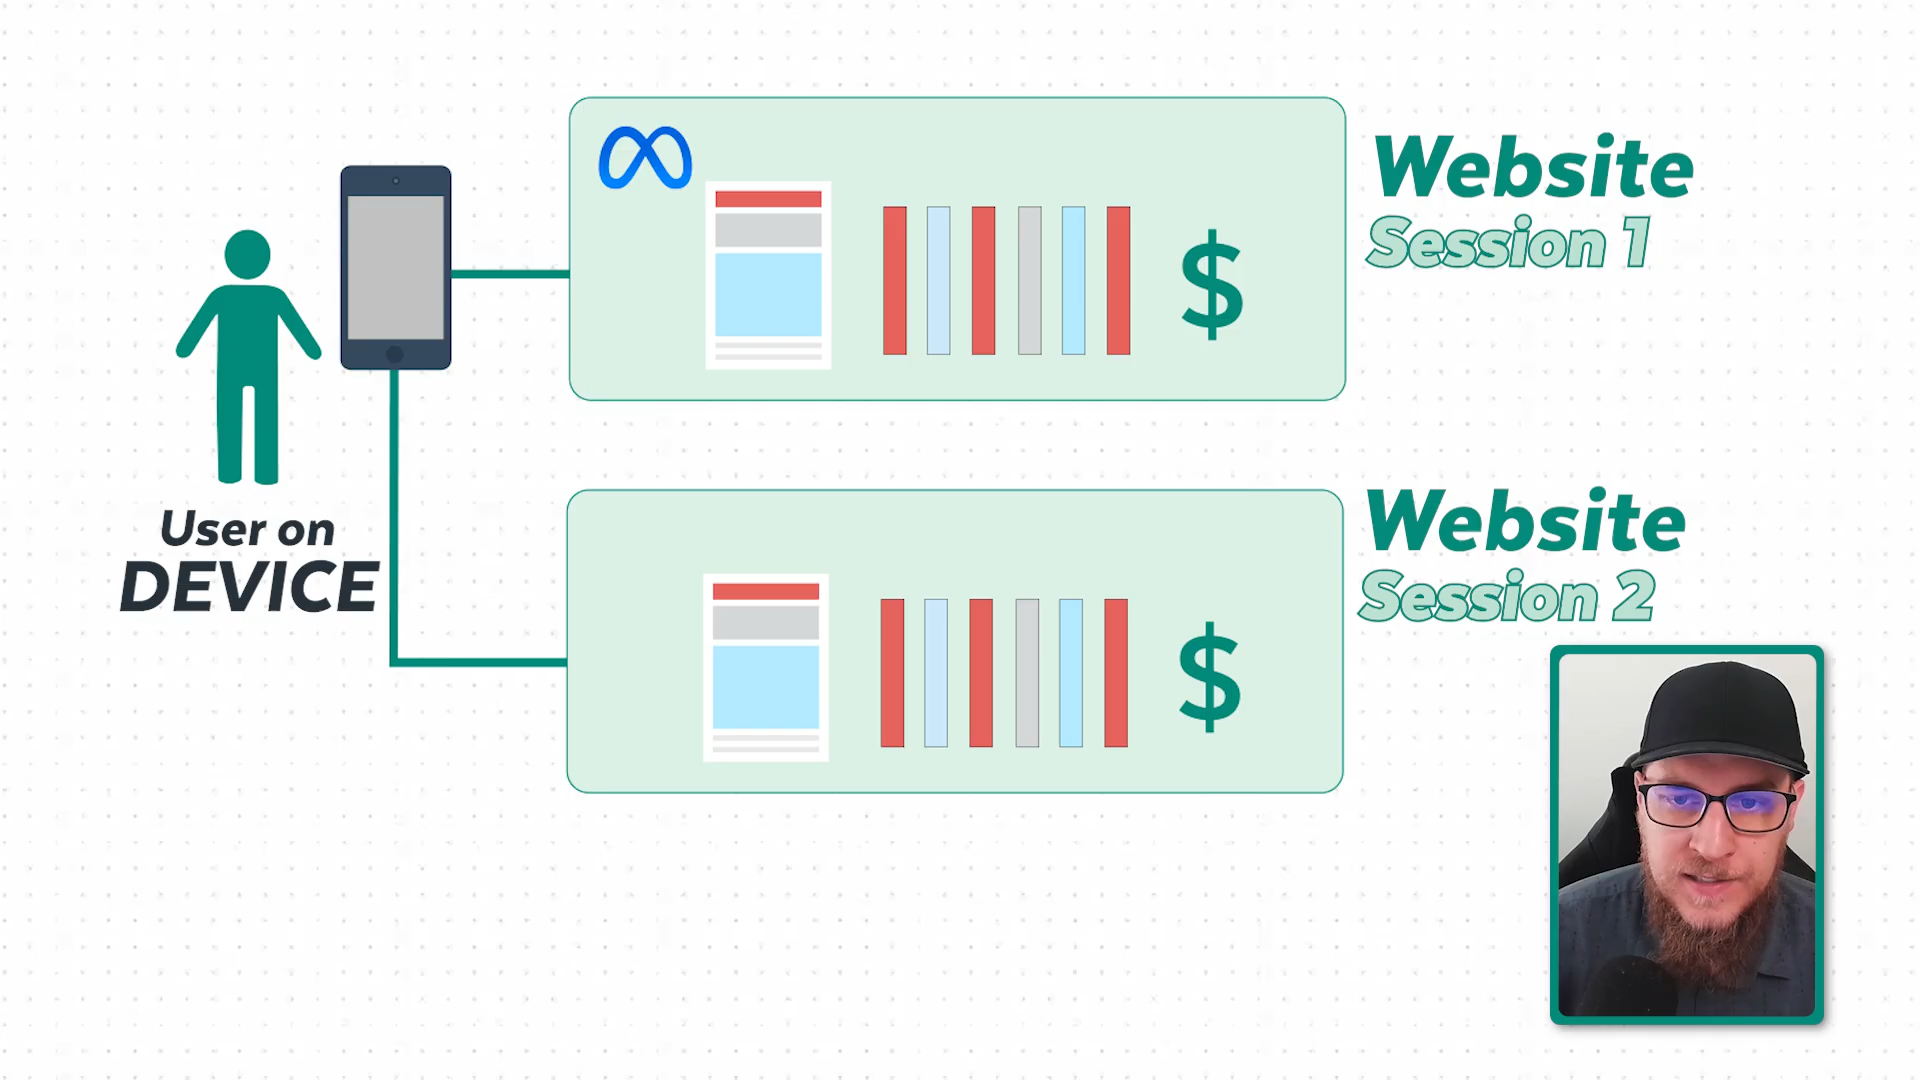 Website
Session 1
$
User on
DEVICE
Website
Session 2
$